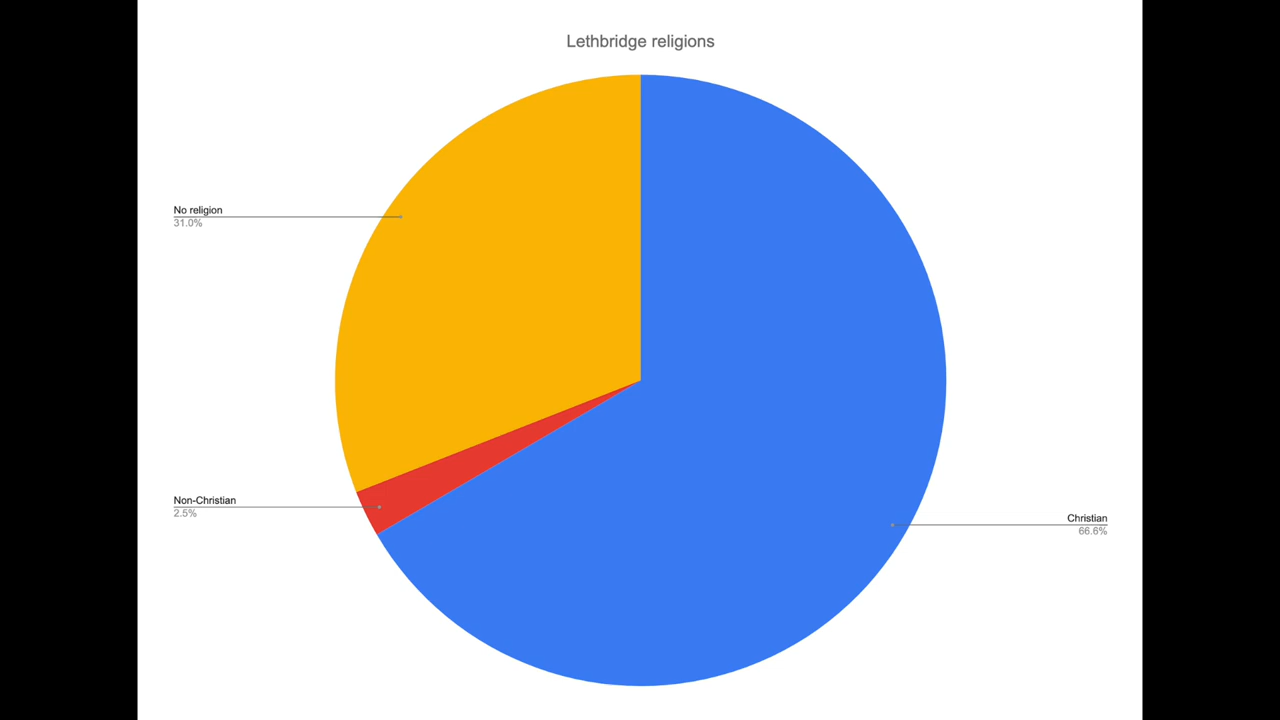 Lethbridge religions
No religion
31.0%
Non-Christian
2.5%
Christian
66.6%